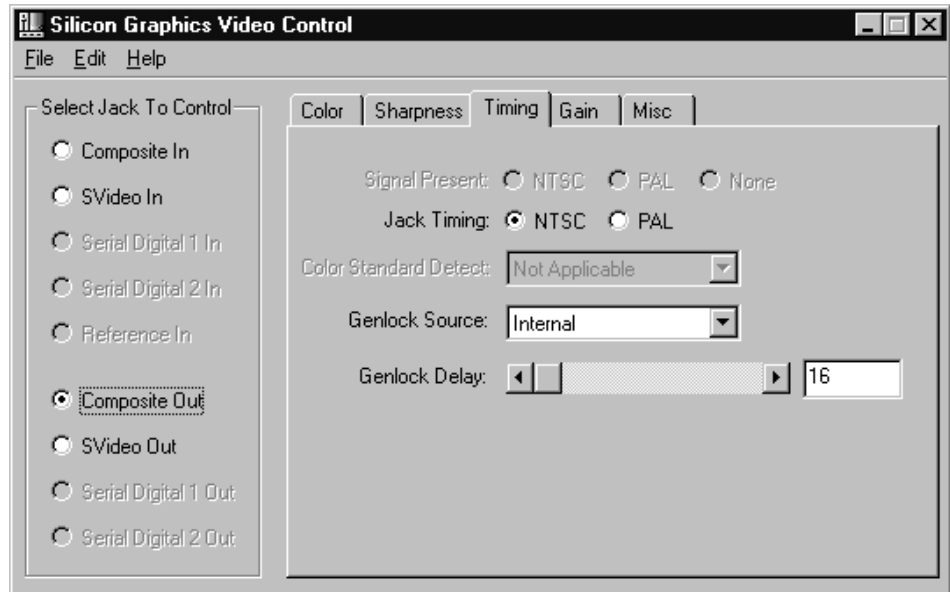 Silicon Graphics Video Control
File Edit Help
Select Jack To Control
Composite In
SVideo In
Serial Digital 1 In
Serial Digital 2 In
Reference In
Composite Out
SVideo Out
Serial Digital 1 Out
Serial Digital 2 Out
Color Sharpness Timing Gain Misc
Signal Present: NTSC PAL None
Jack Timing: NTSC PAL
Color Standard Detect: Not Applicable
Genlock Source: Internal
Genlock Delay: 16